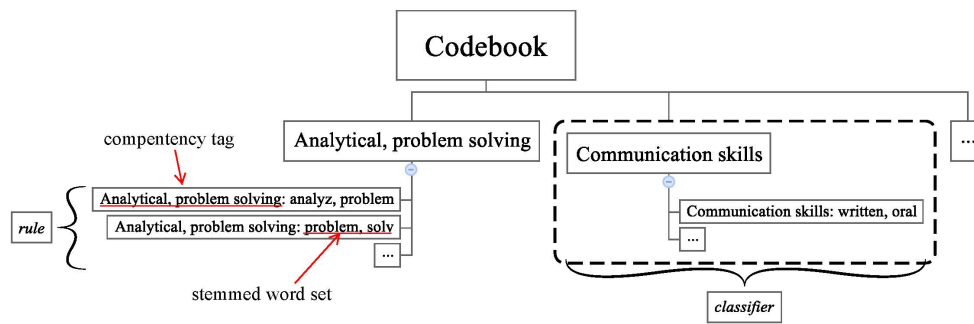 Codebook
Analytical, problem solving
Communication skills
...
compentency tag
Analytical, problem solving: analyz, problem
Analytical, problem solving: problem, solv
...
rule
stemmed word set
Communication skills: written, oral
...
classifier